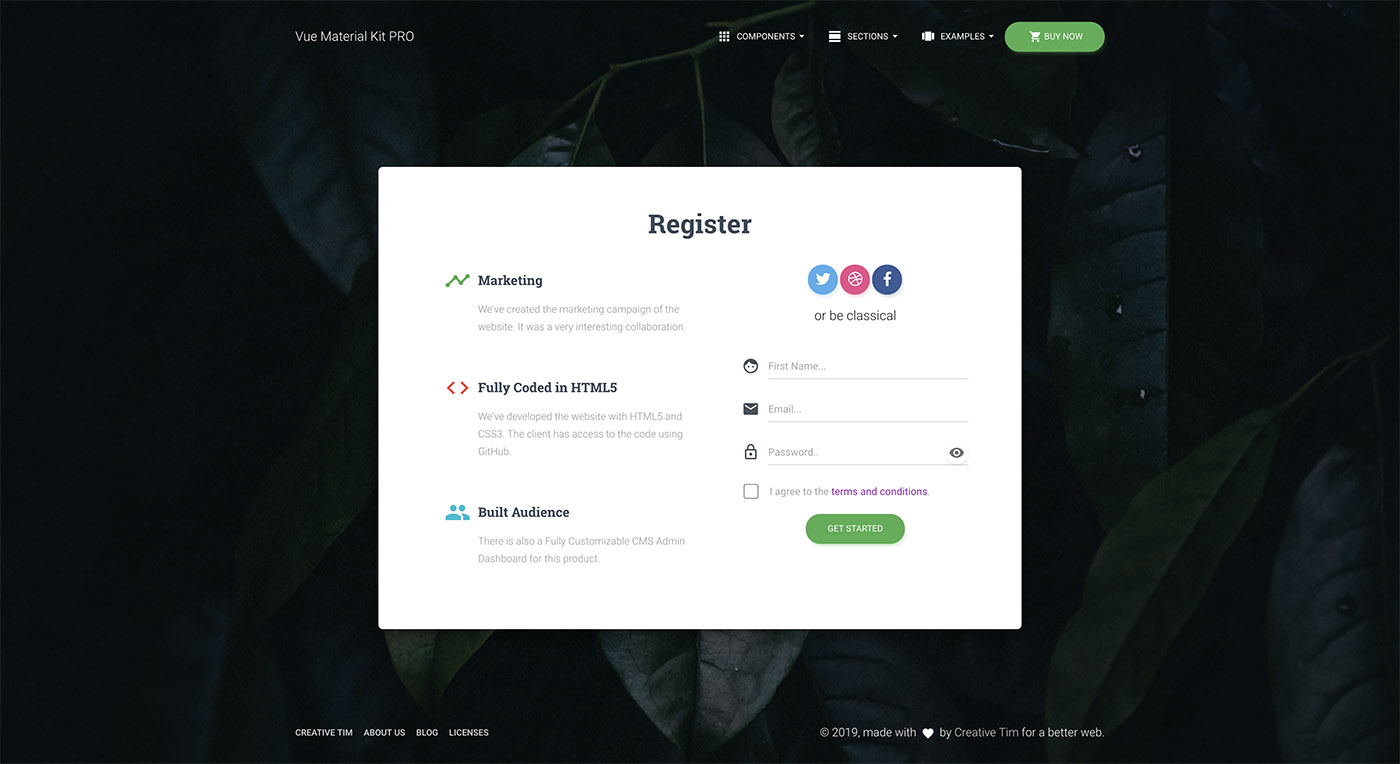 Vue Material Kit PRO
COMPONENTS
SECTIONS
EXAMPLES
BUY NOW
Register
Marketing
We've created the marketing campaign of the
website. It was a very interesting collaboration.
Fully Coded in HTML5
We've developed the website with HTML5 and
CSS3. The client has access to the code using
GitHub.
Built Audience
There is also a Fully Customizable CMS Admin
Dashboard for this product.
or be classical
First Name...
Email...
Password..
I agree to the terms and conditions.
GET STARTED
CREATIVE TIM
ABOUT US
BLOG
LICENSES
© 2019, made with by Creative Tim for a better web.